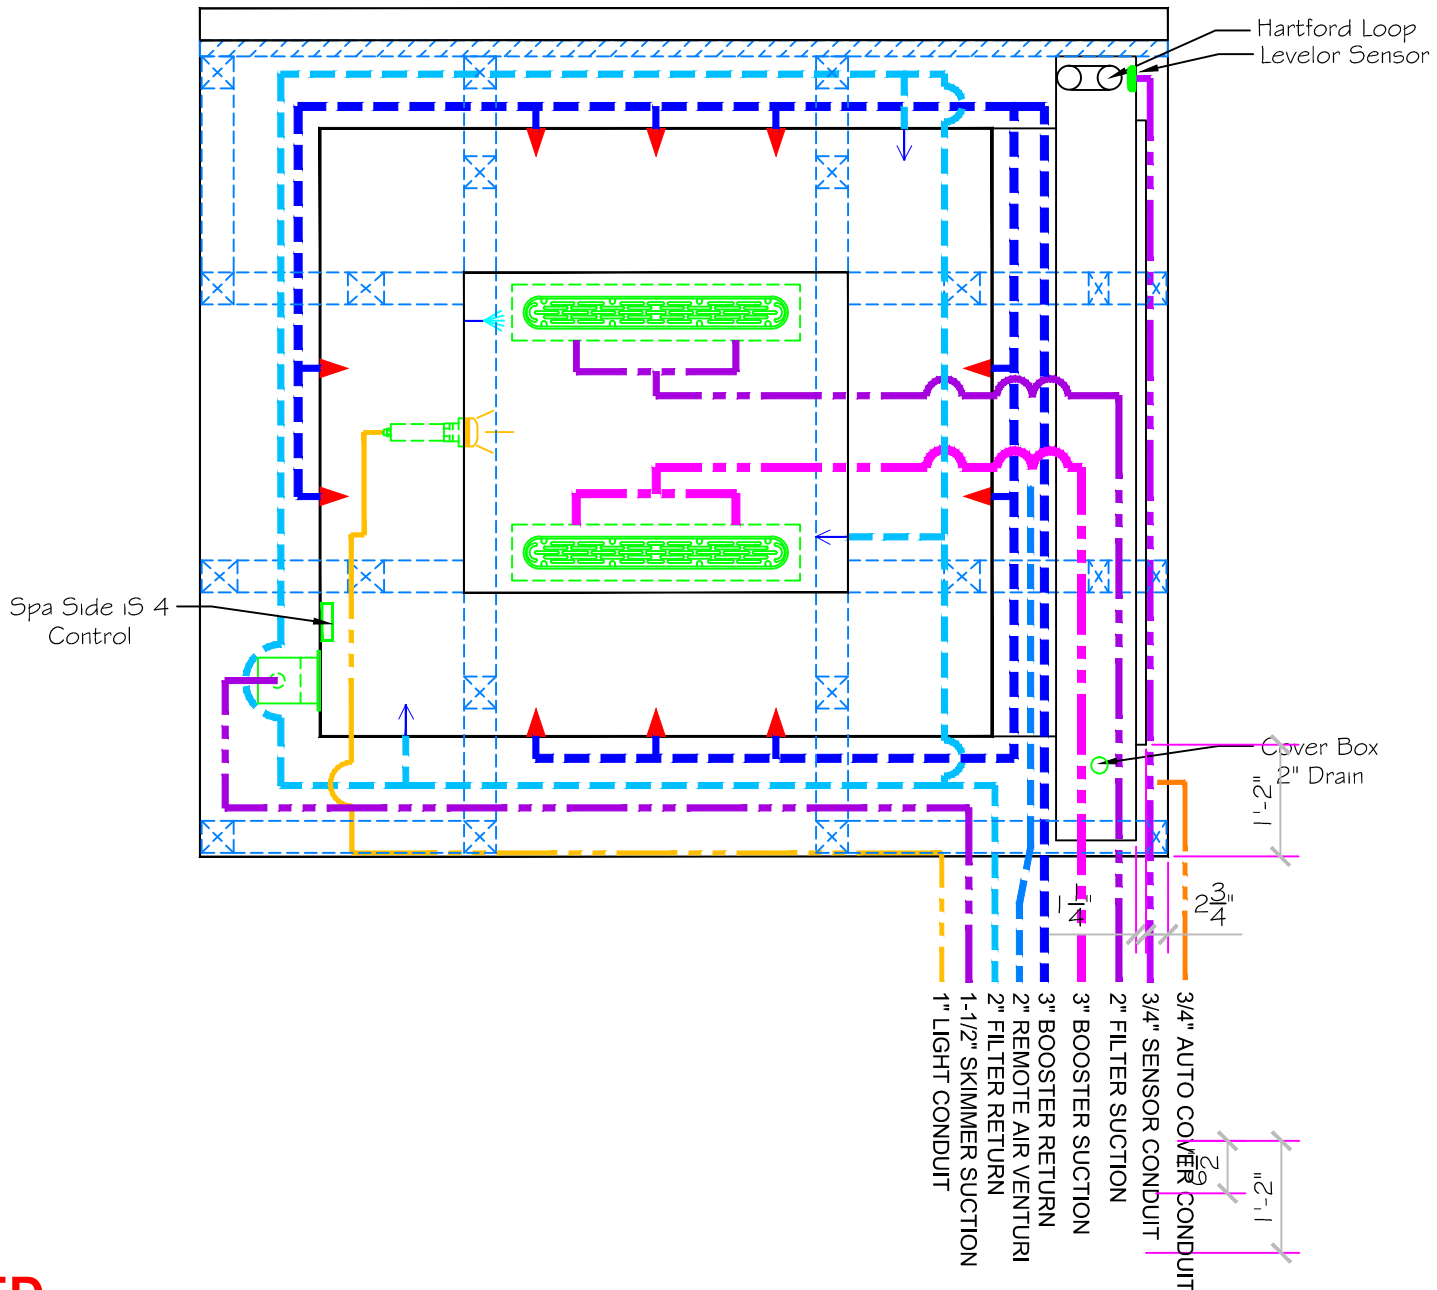 Hartford Loop
Levelor Sensor
Spa Side iS 4
Control
Cover Box
2" Drain
1'-2"
1 1/4"
2 3/4"
1" LIGHT CONDUIT
1-1/2" SKIMMER SUCTION
2" FILTER RETURN
2" REMOTE AIR VENTURI
3" BOOSTER RETURN
3" BOOSTER SUCTION
2" FILTER SUCTION
3/4" SENSOR CONDUIT
3/4" AUTO COVER CONDUIT
1'-2"